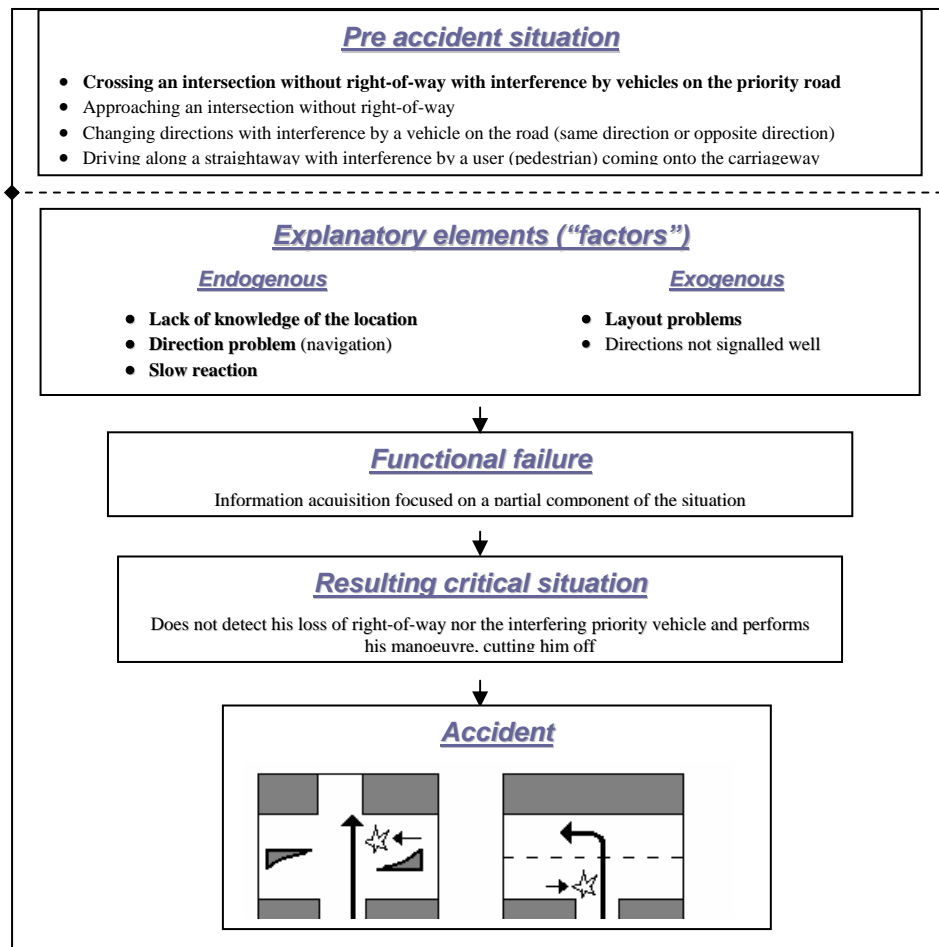 Pre accident situation
• Crossing an intersection without right-of-way with interference by vehicles on the priority road
• Approaching an intersection without right-of-way
• Changing directions with interference by a vehicle on the road (same direction or opposite direction)
• Driving along a straightaway with interference by a user (pedestrian) coming onto the carriageway
Explanatory elements (“factors”)
Endogenous
• Lack of knowledge of the location
• Direction problem (navigation)
• Slow reaction
Exogenous
• Layout problems
• Directions not signalled well
Functional failure
Information acquisition focused on a partial component of the situation
Resulting critical situation
Does not detect his loss of right-of-way nor the interfering priority vehicle and performs
his manoeuvre, cutting him off
Accident